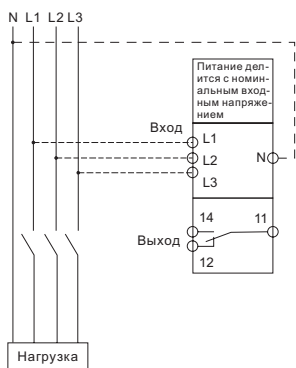 N L1 L2 L3
Питание дел-
ится с номин-
альным вход-
ным напряже-
нием
Вход
L1
L2
L3
N
14
11
Выход
12
Нагрузка